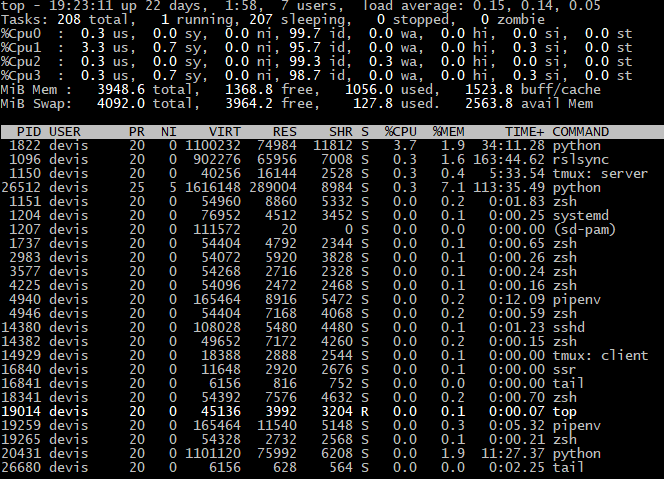 top - 19:23:11 up 22 days,  1:58,  7 users,  load average: 0.15, 0.14, 0.05
Tasks: 208 total,   1 running, 207 sleeping,   0 stopped,   0 zombie
%Cpu0  :  0.3 us,  0.0 sy,  0.0 ni, 99.7 id,  0.0 wa,  0.0 hi,  0.0 si,  0.0 st
%Cpu1  :  3.3 us,  0.7 sy,  0.0 ni, 95.7 id,  0.0 wa,  0.0 hi,  0.3 si,  0.0 st
%Cpu2  :  0.3 us,  0.0 sy,  0.0 ni, 99.3 id,  0.3 wa,  0.0 hi,  0.0 si,  0.0 st
%Cpu3  :  0.3 us,  0.7 sy,  0.0 ni, 98.7 id,  0.0 wa,  0.0 hi,  0.3 si,  0.0 st
MiB Mem :   3948.6 total,   1368.8 free,   1056.0 used,   1523.8 buff/cache
MiB Swap:   4092.0 total,   3964.2 free,    127.8 used.   2563.8 avail Mem
  PID USER      PR  NI    VIRT    RES    SHR S  %CPU  %MEM     TIME+ COMMAND
 1822 devis     20   0 1100232  74984  11812 S   3.7   1.9  34:11.28 python
 1096 devis     20   0  902276  65956   7008 S   0.3   1.6 163:44.62 rslsync
 1150 devis     20   0   40256  16144   2528 S   0.3   0.4   5:33.54 tmux: server
26512 devis     25   5 1616148 289004   8984 S   0.3   7.1 113:35.49 python
 1151 devis     20   0   54960   8860   5332 S   0.0   0.2   0:01.83 zsh
 1204 devis     20   0   76952   4512   3452 S   0.0   0.1   0:00.25 systemd
 1207 devis     20   0  111572     20      0 S   0.0   0.0   0:00.00 (sd-pam)
 1737 devis     20   0   54404   4792   2344 S   0.0   0.1   0:00.65 zsh
 2983 devis     20   0   54072   5920   3828 S   0.0   0.1   0:00.26 zsh
 3577 devis     20   0   54268   2716   2328 S   0.0   0.1   0:00.24 zsh
 4225 devis     20   0   54096   2472   2468 S   0.0   0.1   0:00.16 zsh
 4940 devis     20   0  165464   8916   5472 S   0.0   0.2   0:12.09 pipenv
 4946 devis     20   0   54404   7168   4068 S   0.0   0.2   0:00.59 zsh
14380 devis     20   0  108028   5480   4480 S   0.0   0.1   0:01.23 sshd
14382 devis     20   0   49652   7172   4260 S   0.0   0.2   0:00.15 zsh
14929 devis     20   0   18388   2888   2544 S   0.0   0.1   0:00.00 tmux: client
16840 devis     20   0   11648   2920   2676 S   0.0   0.1   0:00.00 ssr
16841 devis     20   0    6156    816    752 S   0.0   0.0   0:00.00 tail
18341 devis     20   0   54392   7576   4632 S   0.0   0.2   0:00.70 zsh
19014 devis     20   0   45136   3992   3204 R   0.0   0.1   0:00.07 top
19259 devis     20   0  165464  11540   5148 S   0.0   0.3   0:05.32 pipenv
19265 devis     20   0   54328   2732   2568 S   0.0   0.1   0:00.21 zsh
20431 devis     20   0 1101120  75992   6208 S   0.0   1.9  11:27.37 python
26680 devis     20   0    6156    628    564 S   0.0   0.0   0:02.25 tail